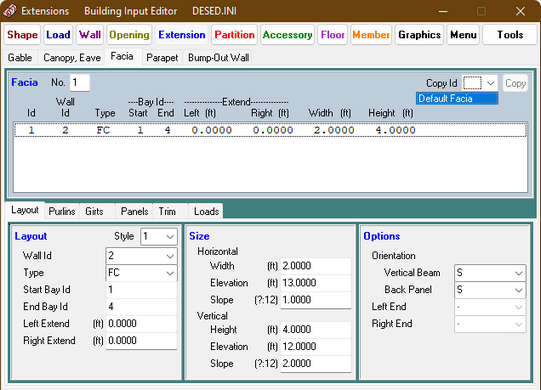 Extensions Building Input Editor DESED.INI
Shape Load Wall Opening Extension Partition Accessory Floor Member Graphics Menu Tools
Gable Canopy, Eave Facia Parapet Bump-Out Wall
Facia No. 1 Copy Id Copy
Default Facia
Wall ----Bay Id---- --------------Extend--------------
Id Id Type Start End Left (ft) Right (ft) Width (ft) Height (ft)
1 2 FC 1 4 0.0000 0.0000 2.0000 4.0000
Layout Purlins Girts Panels Trim Loads
Layout Style 1
Wall Id 2
Type FC
Start Bay Id 1
End Bay Id 4
Left Extend (ft) 0.0000
Right Extend (ft) 0.0000
Size
Horizontal
Width (ft) 2.0000
Elevation (ft) 13.0000
Slope (?:12) 1.0000
Vertical
Height (ft) 4.0000
Elevation (ft) 12.0000
Slope (?:12) 2.0000
Options
Orientation
Vertical Beam S
Back Panel S
Left End -
Right End -